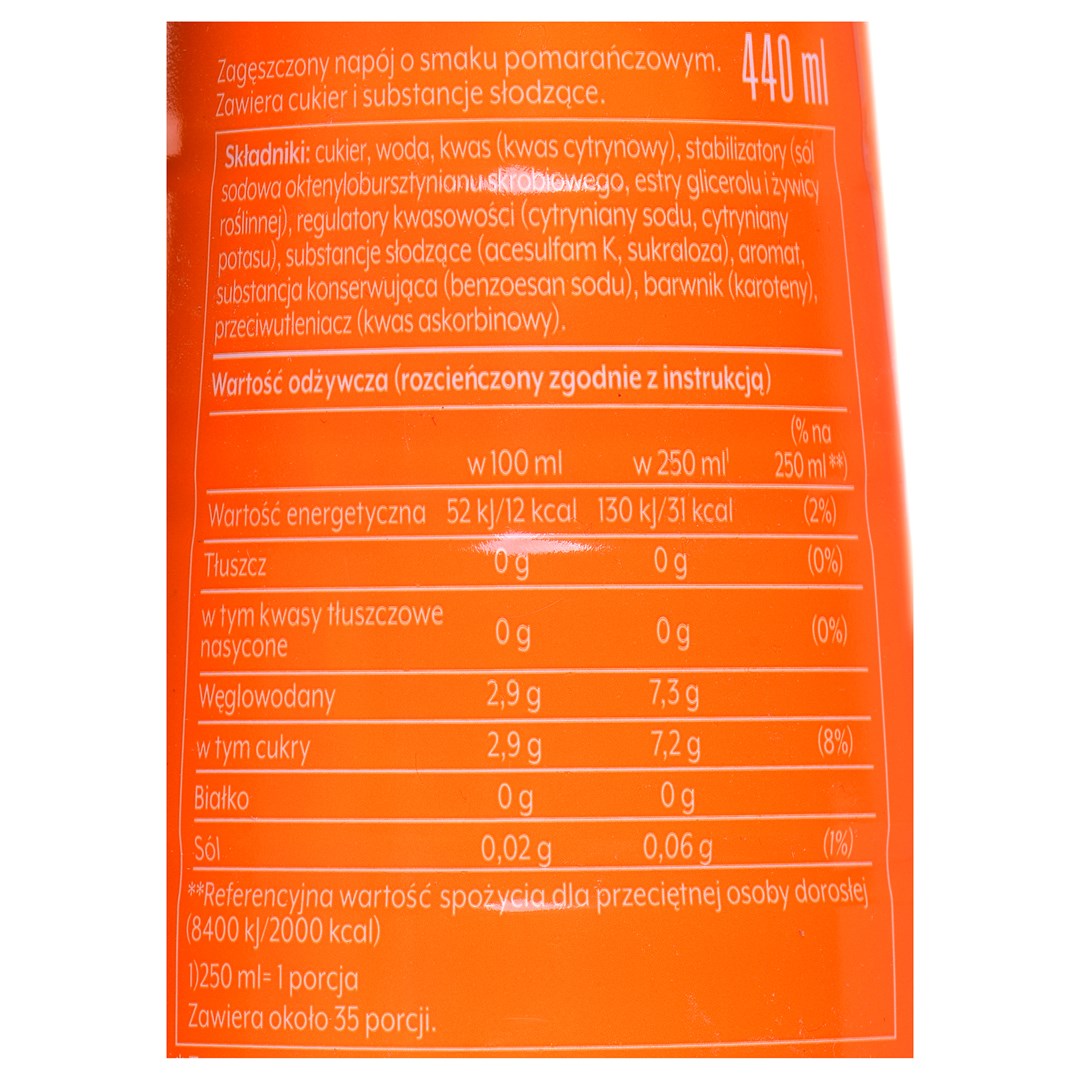 Zagęszczony napój o smaku pomarańczowym. 440 ml
Zawiera cukier i substancje słodzące.
Składniki: cukier, woda, kwas (kwas cytrynowy), stabilizatory (sól
sodowa oktenylobursztynianu skrobiowego, estry glicerolu i żywicy
roślinnej), regulatory kwasowości (cytryniany sodu, cytryniany
potasu), substancje słodzące (acesulfam K, sukraloza), aromat,
substancja konserwująca (benzoesan sodu), barwnik (karoteny),
przeciwutleniacz (kwas askorbinowy).
Wartość odżywcza (rozcieńczony zgodnie z instrukcją)
(% na
w 100 ml w 250 ml¹ 250 ml **)
Wartość energetyczna 52 kJ/12 kcal 130 kJ/31 kcal (2%)
Tłuszcz 0 g 0 g (0%)
w tym kwasy tłuszczowe
nasycone 0 g 0 g (0%)
Węglowodany 2,9 g 7,3 g
w tym cukry 2,9 g 7,2 g (8%)
Białko 0 g 0 g
Sól 0,02 g 0,06 g (1%)
**Referencyjna wartość spożycia dla przeciętnej osoby dorosłej
(8400 kJ/2000 kcal)
1)250 ml= 1 porcja
Zawiera około 35 porcji.